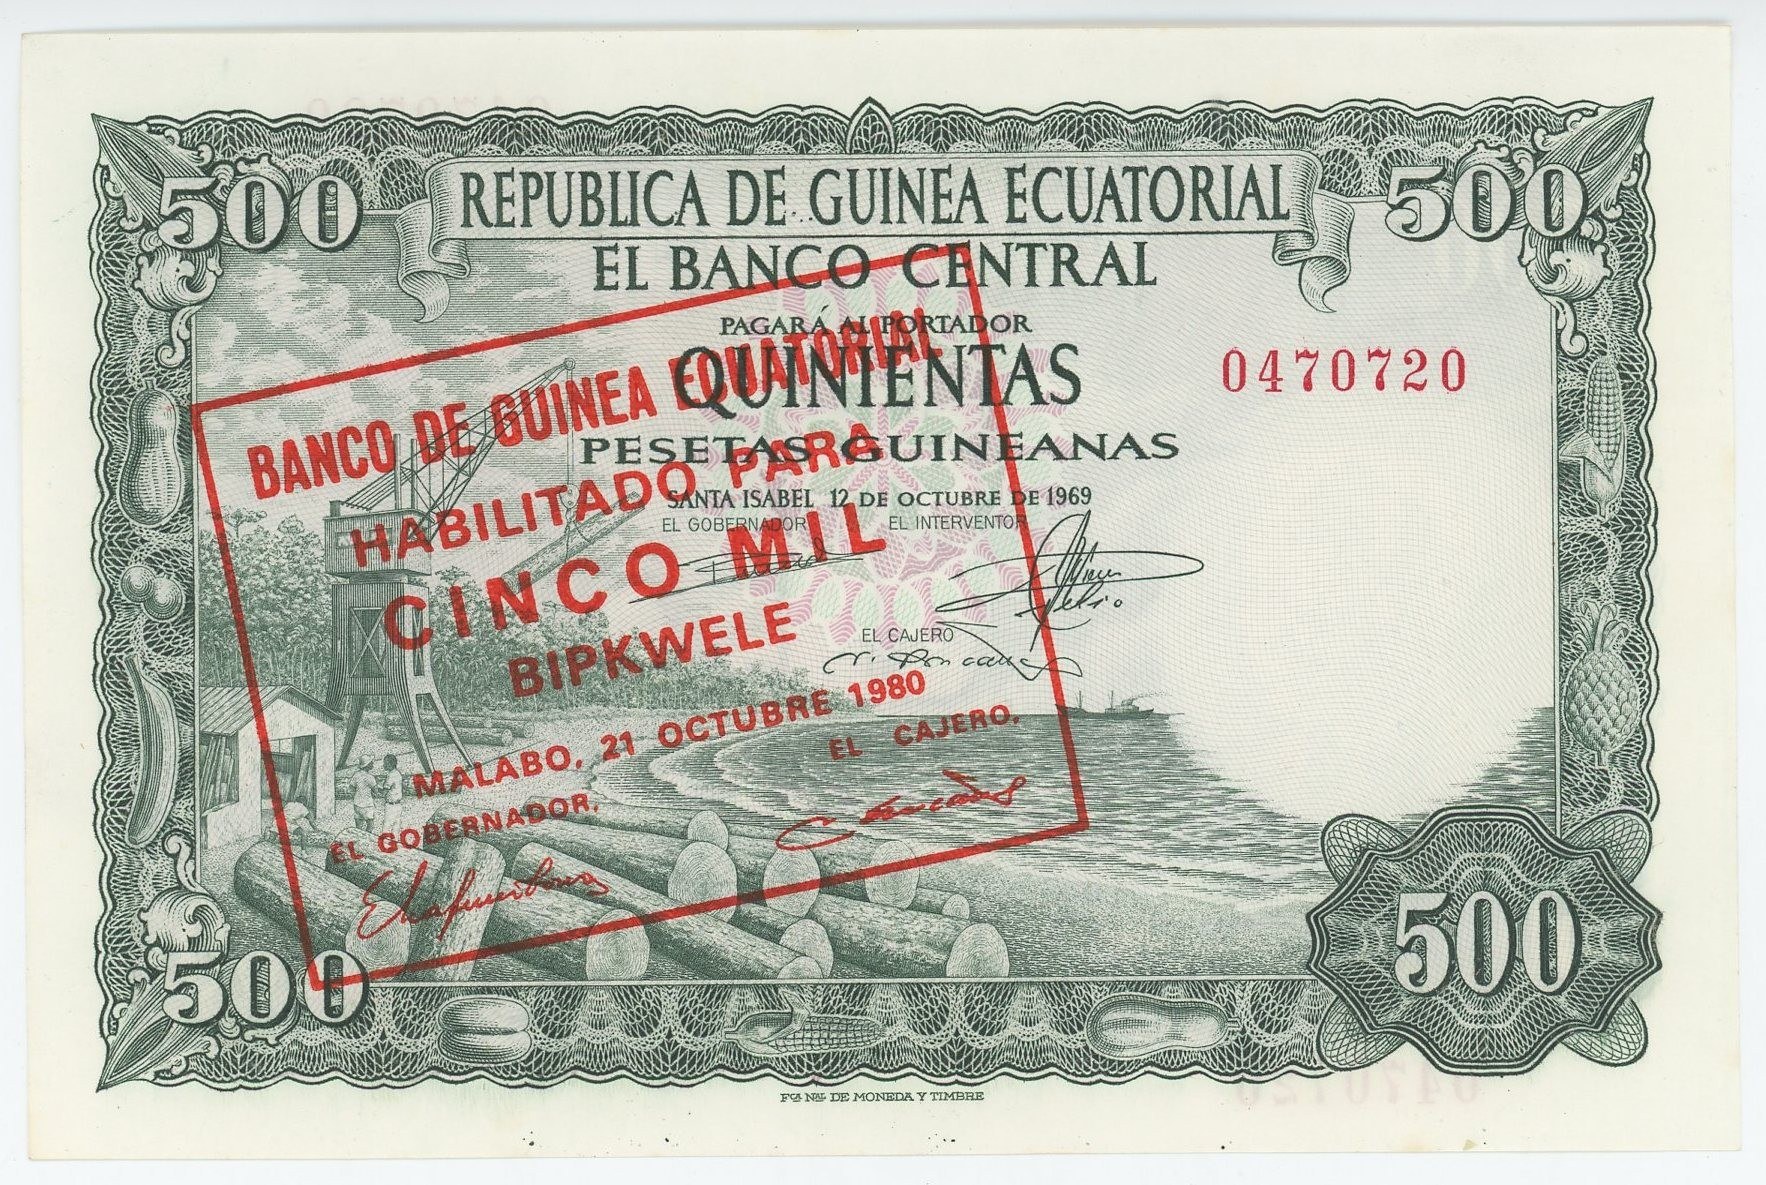 500
REPUBLICA DE GUINEA ECUATORIAL
500
EL BANCO CENTRAL
PAGARÁ AL PORTADOR
QUINIENTAS
0470720
PESETAS GUINEANAS
SANTA ISABEL 12 DE OCTUBRE DE 1969
EL GOBERNADOR
EL INTERVENTOR
EL CAJERO
BANCO DE GUINEA ECUATORIAL
HABILITADO PARA
CINCO MIL
BIPKWELE
MALABO, 21 OCTUBRE 1980
EL GOBERNADOR,
EL CAJERO,
500
500
FCA NAL DE MONEDA Y TIMBRE